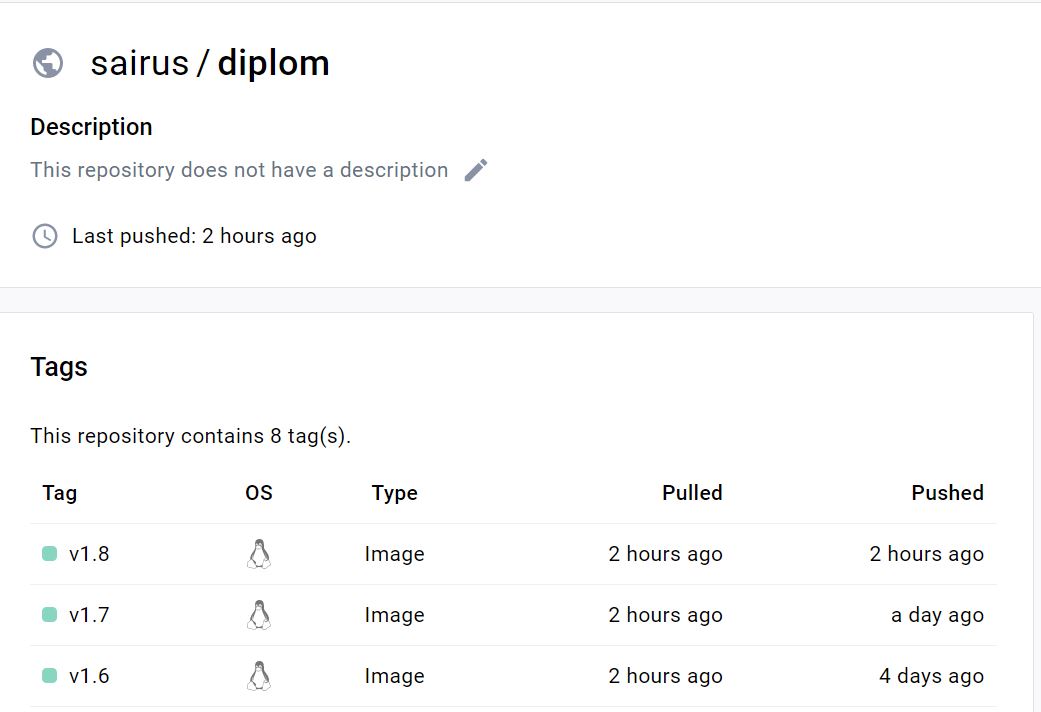 sairus / diplom
Description
This repository does not have a description
Last pushed: 2 hours ago
Tags
This repository contains 8 tag(s).
Tag OS Type Pulled Pushed
v1.8 Image 2 hours ago 2 hours ago
v1.7 Image 2 hours ago a day ago
v1.6 Image 2 hours ago 4 days ago